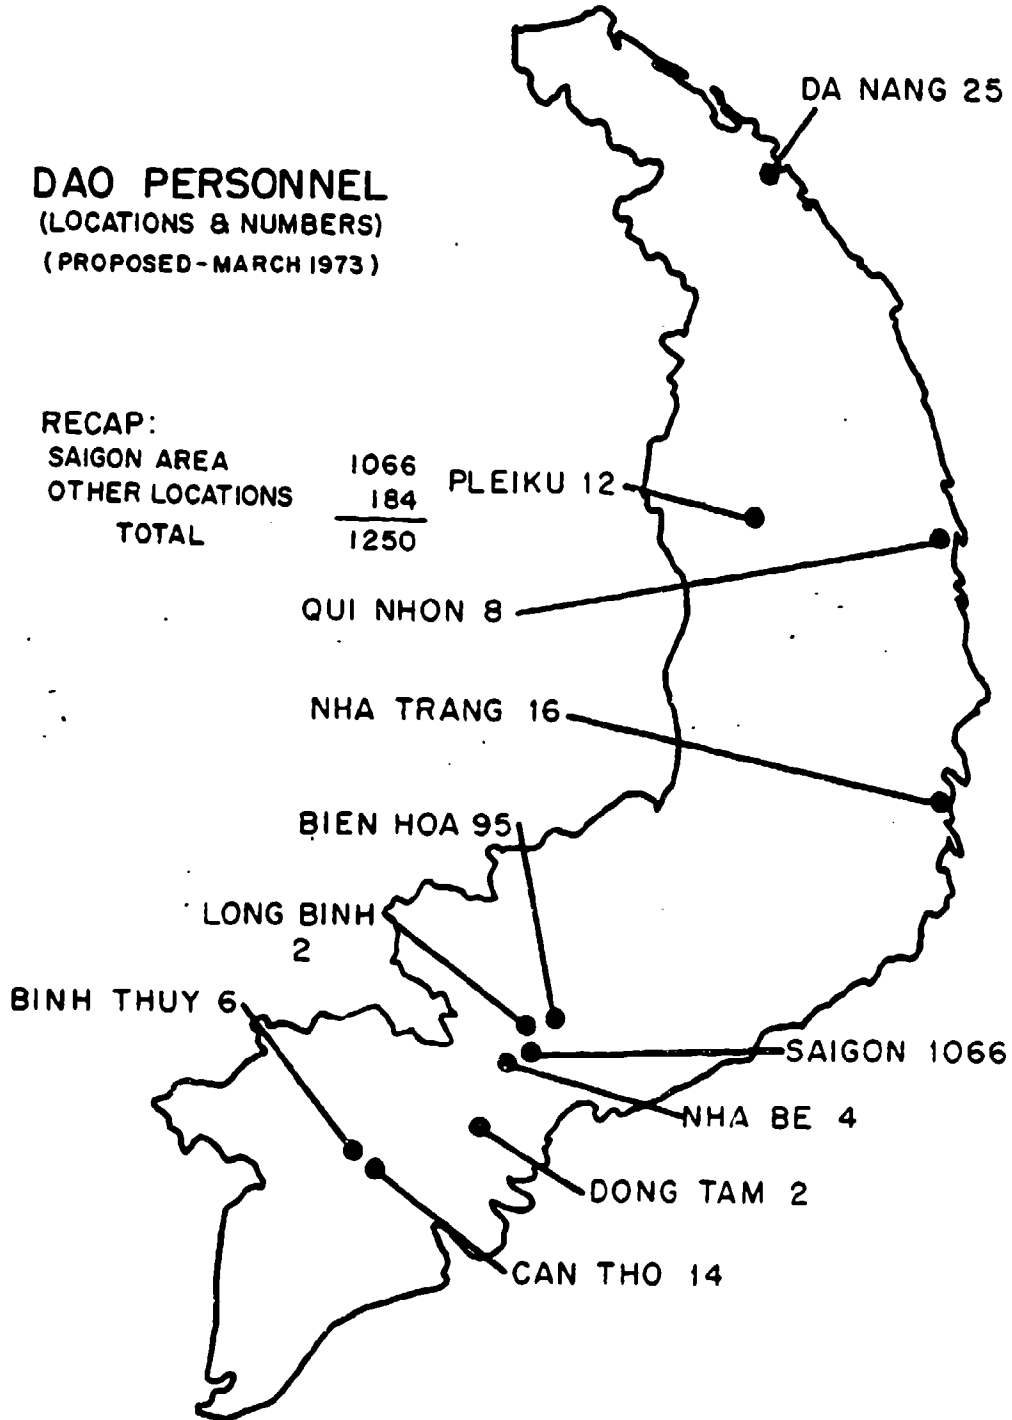 DA NANG 25
DAO PERSONNEL
(LOCATIONS & NUMBERS)
(PROPOSED-MARCH 1973)
RECAP:
SAIGON AREA 1066
OTHER LOCATIONS 184
TOTAL 1250
PLEIKU 12
QUI NHON 8
NHA TRANG 16
BIEN HOA 95
LONG BINH
2
BINH THUY 6
SAIGON 1066
NHA BE 4
DONG TAM 2
CAN THO 14